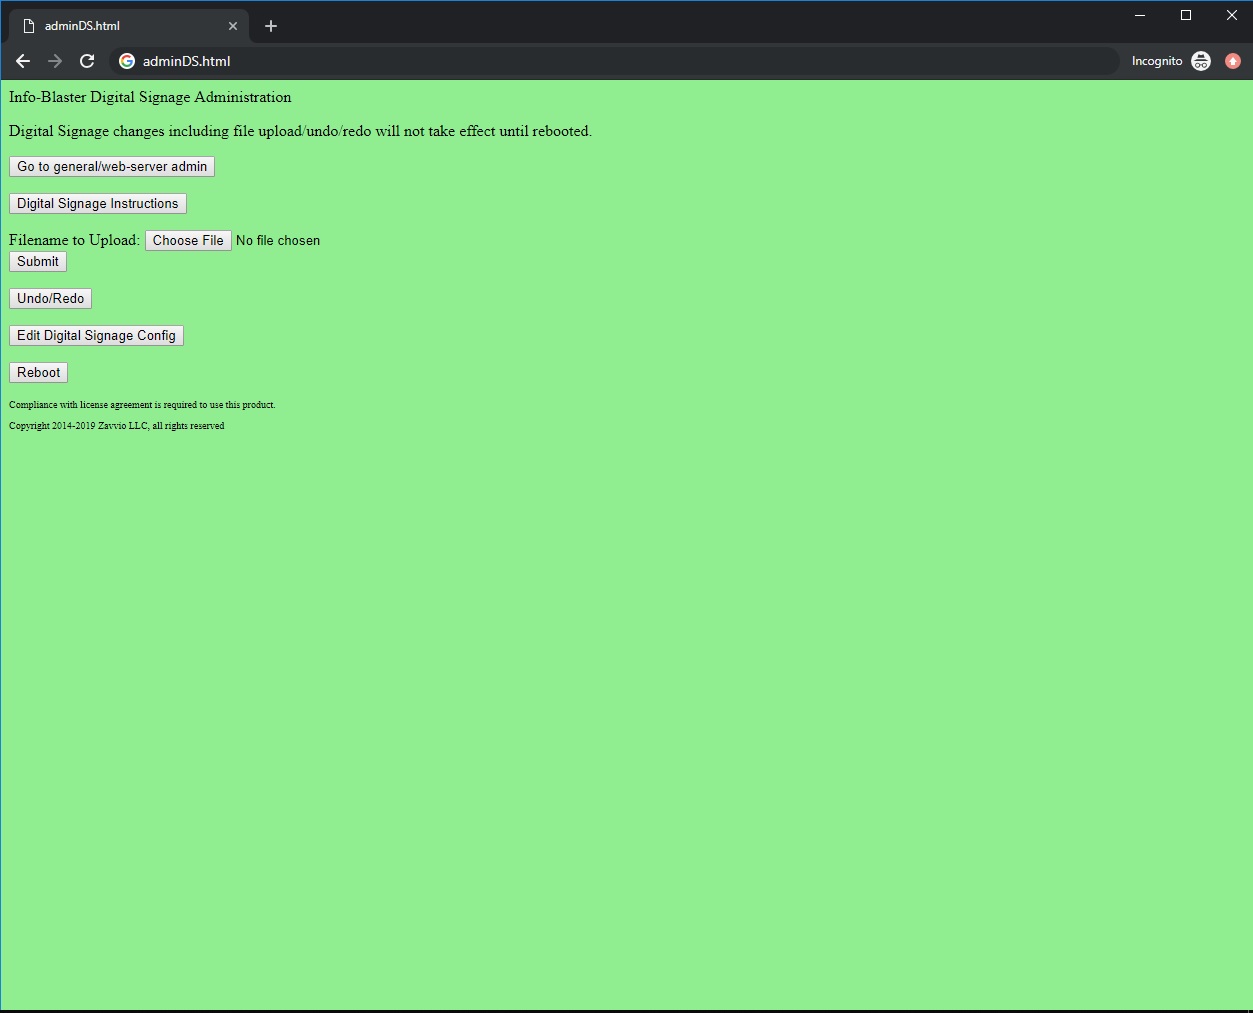 adminDS.html
adminDS.html
Incognito
Info-Blaster Digital Signage Administration
Digital Signage changes including file upload/undo/redo will not take effect until rebooted.
Go to general/web-server admin
Digital Signage Instructions
Filename to Upload: Choose File No file chosen
Submit
Undo/Redo
Edit Digital Signage Config
Reboot
Compliance with license agreement is required to use this product.
Copyright 2014-2019 Zavvio LLC, all rights reserved